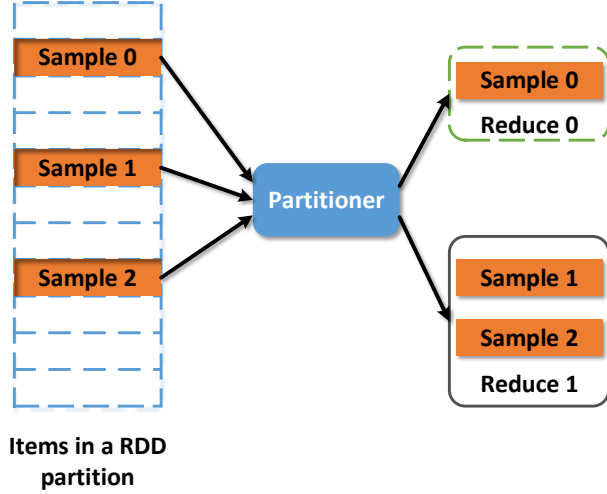 Sample 0
Sample 1
Sample 2
Items in a RDD
partition
Partitioner
Sample 0
Reduce 0
Sample 1
Sample 2
Reduce 1